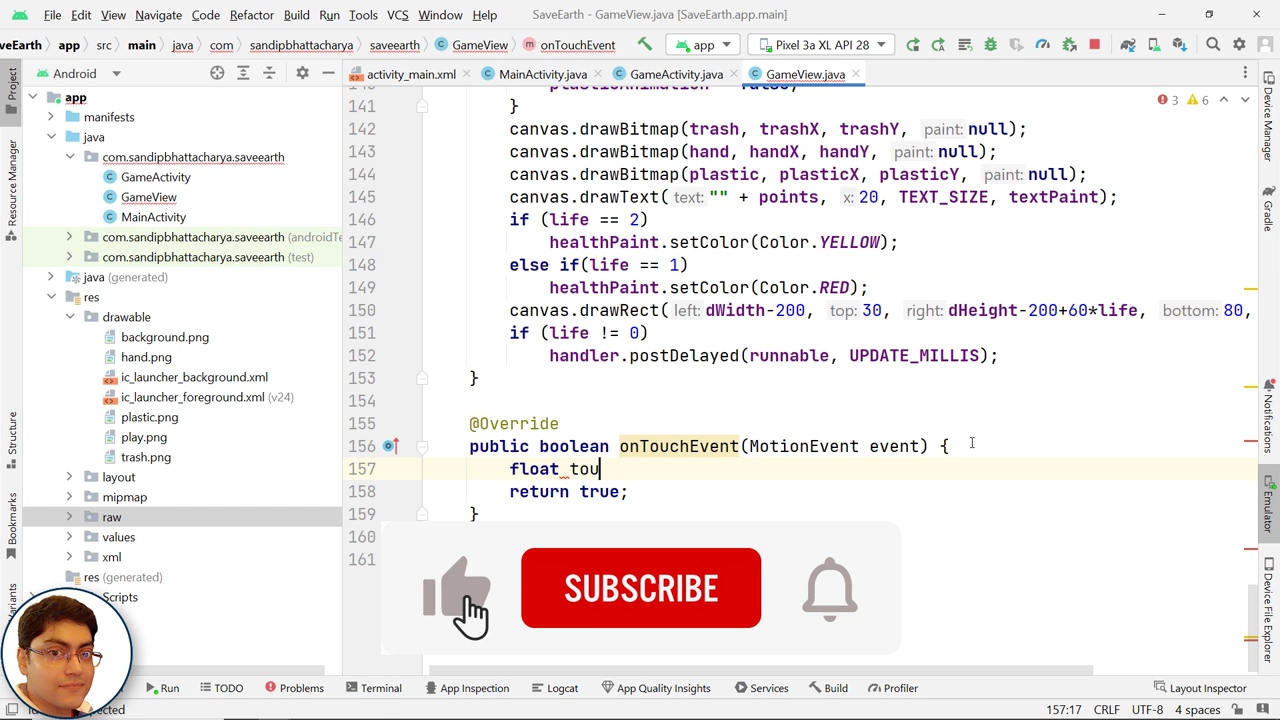 File Edit View Navigate Code Refactor Build Run Tools VCS Window Help SaveEarth - GameView.java [SaveEarth.app.main]
veEarth app src main java com sandipbhattacharya saveearth GameView onTouchEvent app Pixel 3a XL API 28
Android activity_main.xml MainActivity.java GameActivity.java GameView.java
app
manifests
java
com.sandipbhattacharya.saveearth
GameActivity
GameView
MainActivity
com.sandipbhattacharya.saveearth (androidTe
com.sandipbhattacharya.saveearth (test)
java (generated)
res
drawable
background.png
hand.png
ic_launcher_background.xml
ic_launcher_foreground.xml (v24)
plastic.png
play.png
trash.png
layout
mipmap
raw
values
xml
res (generated)
Scripts
3 6
141 }
142 canvas.drawBitmap(trash, trashX, trashY, paint: null);
143 canvas.drawBitmap(hand, handX, handY, paint: null);
144 canvas.drawBitmap(plastic, plasticX, plasticY, paint: null);
145 canvas.drawText( text: "" + points, x: 20, TEXT_SIZE, textPaint);
146 if (life == 2)
147 healthPaint.setColor(Color.YELLOW);
148 else if(life == 1)
149 healthPaint.setColor(Color.RED);
150 canvas.drawRect( left: dWidth-200, top: 30, right: dHeight-200+60*life, bottom: 80,
151 if (life != 0)
152 handler.postDelayed(runnable, UPDATE_MILLIS);
153 }
154
155 @Override
156 public boolean onTouchEvent(MotionEvent event) {
157 float tou
158 return true;
159 }
160
161
SUBSCRIBE
Project
Resource Manager
Structure
Bookmarks
Device Manager
Gradle
Notifications
Emulator
Device File Explorer
Run TODO Problems Terminal App Inspection Logcat App Quality Insights Services Build Profiler Layout Inspector
157:17 CRLF UTF-8 4 spaces